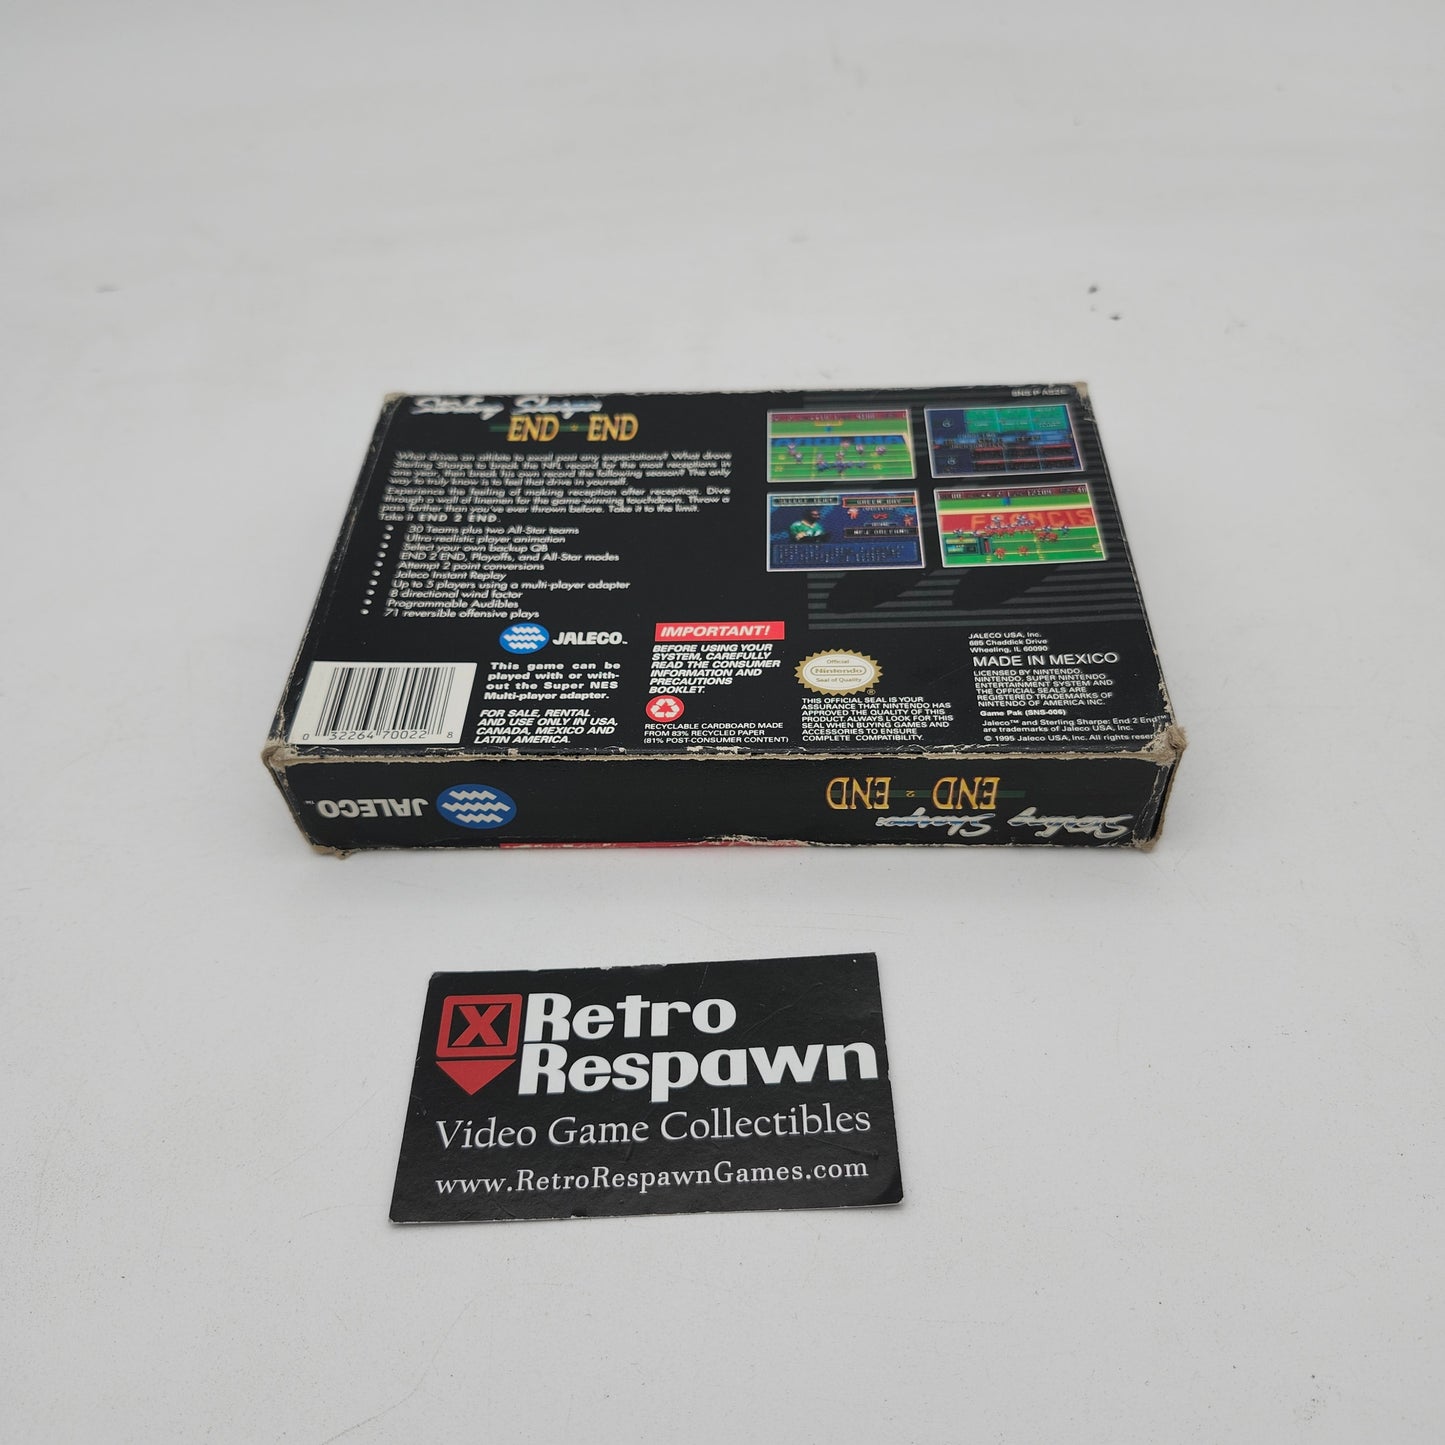 Sterling Sharpe
END 2 END
What drives an athlete to excel past any expectations? What drove
Sterling Sharpe to break the NFL record for the most receptions in
one year, then break his own record the following season? The only
way to truly know is to feel that drive in yourself.
Experience the feeling of making reception after reception. Dive
through a wall of linemen for the game-winning touchdown. Throw a
pass farther than you've ever thrown before. Take it to the limit.
Take it END 2 END.
• 30 Teams plus two All-Star teams
• Ultra-realistic player animation
• Select your own backup QB
• END 2 END, Playoffs, and All-Star modes
• Attempt 2 point conversions
• Jaleco Instant Replay
• Up to 5 players using a multi-player adapter
• 8 directional wind factor
• Programmable Audibles
• 71 reversible offensive plays
JALECO™
This game can be
played with or with-
out the Super NES
Multi-player adapter.
FOR SALE, RENTAL
AND USE ONLY IN USA,
CANADA, MEXICO AND
LATIN AMERICA.
0 32264 70022 8
IMPORTANT!
BEFORE USING YOUR
SYSTEM, CAREFULLY
READ THE CONSUMER
INFORMATION AND
PRECAUTIONS
BOOKLET.
RECYCLABLE CARDBOARD MADE
FROM 83% RECYCLED PAPER
(81% POST-CONSUMER CONTENT)
SELECT TEAM
GREEN BAY
VS
NEW ORLEANS
FRANCIS
Official
Nintendo
Seal of Quality
®
THIS OFFICIAL SEAL IS YOUR
ASSURANCE THAT NINTENDO HAS
APPROVED THE QUALITY OF THIS
PRODUCT. ALWAYS LOOK FOR THIS
SEAL WHEN BUYING GAMES AND
ACCESSORIES TO ENSURE
COMPLETE COMPATIBILITY.
JALECO USA, Inc.
685 Chaddick Drive
Wheeling, IL 60090
MADE IN MEXICO
LICENSED BY NINTENDO.
NINTENDO, SUPER NINTENDO
ENTERTAINMENT SYSTEM AND
THE OFFICIAL SEALS ARE
REGISTERED TRADEMARKS OF
NINTENDO OF AMERICA INC.
Game Pak (SNS-006)
Jaleco™ and Sterling Sharpe: End 2 End™
are trademarks of Jaleco USA, Inc.
© 1995 Jaleco USA, Inc. All rights reser
JALECO™
Sterling Sharpe
END 2 END
X Retro
Respawn
Video Game Collectibles
www.RetroRespawnGames.com